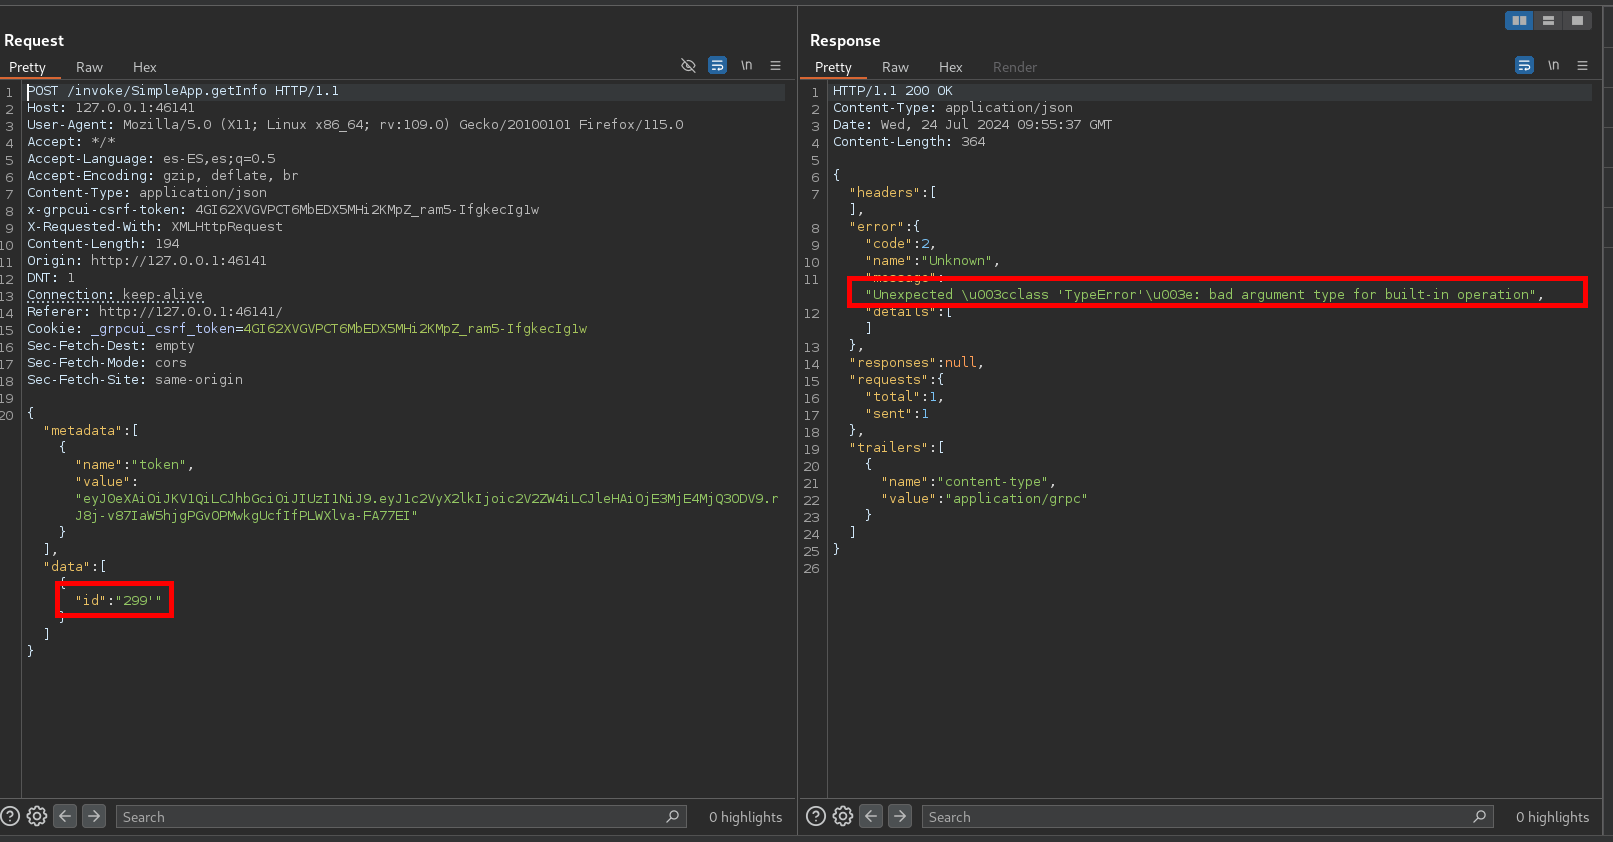 Request
Pretty Raw Hex \n
1 POST /invoke/SimpleApp.getInfo HTTP/1.1
2 Host: 127.0.0.1:46141
3 User-Agent: Mozilla/5.0 (X11; Linux x86_64; rv:109.0) Gecko/20100101 Firefox/115.0
4 Accept: */*
5 Accept-Language: es-ES,es;q=0.5
6 Accept-Encoding: gzip, deflate, br
7 Content-Type: application/json
8 x-grpcui-csrf-token: 4GI62XVGVPCT6MbEDX5MHi2KMpZ_ram5-IfgkecIg1w
9 X-Requested-With: XMLHttpRequest
10 Content-Length: 194
11 Origin: http://127.0.0.1:46141
12 DNT: 1
13 Connection: keep-alive
14 Referer: http://127.0.0.1:46141/
15 Cookie: _grpcui_csrf_token=4GI62XVGVPCT6MbEDX5MHi2KMpZ_ram5-IfgkecIg1w
16 Sec-Fetch-Dest: empty
17 Sec-Fetch-Mode: cors
18 Sec-Fetch-Site: same-origin
19
20 {
"metadata":[
{
"name":"token",
"value":
"eyJ0eXAiOiJKV1QiLCJhbGciOiJIUzI1NiJ9.eyJ1c2VyX2lkIjoic2V2ZW4iLCJleHAiOjE3MjE4MjQ3ODV9.r
J8j-v87IaW5hjgPGvOPMwkgUcfIfPLWXlva-FA77EI"
}
],
"data":[
{
"id":"299'"
}
]
}
Search 0 highlights
Response
Pretty Raw Hex Render \n
1 HTTP/1.1 200 OK
2 Content-Type: application/json
3 Date: Wed, 24 Jul 2024 09:55:37 GMT
4 Content-Length: 364
5
6 {
7 "headers":[
],
8 "error":{
9 "code":2,
10 "name":"Unknown",
11 "message":
"Unexpected \u003cclass 'TypeError'\u003e: bad argument type for built-in operation",
12 "details":[
]
13 },
14 "responses":null,
15 "requests":{
16 "total":1,
17 "sent":1
18 },
19 "trailers":[
20 {
21 "name":"content-type",
22 "value":"application/grpc"
23 }
24 ]
25 }
26
Search 0 highlights